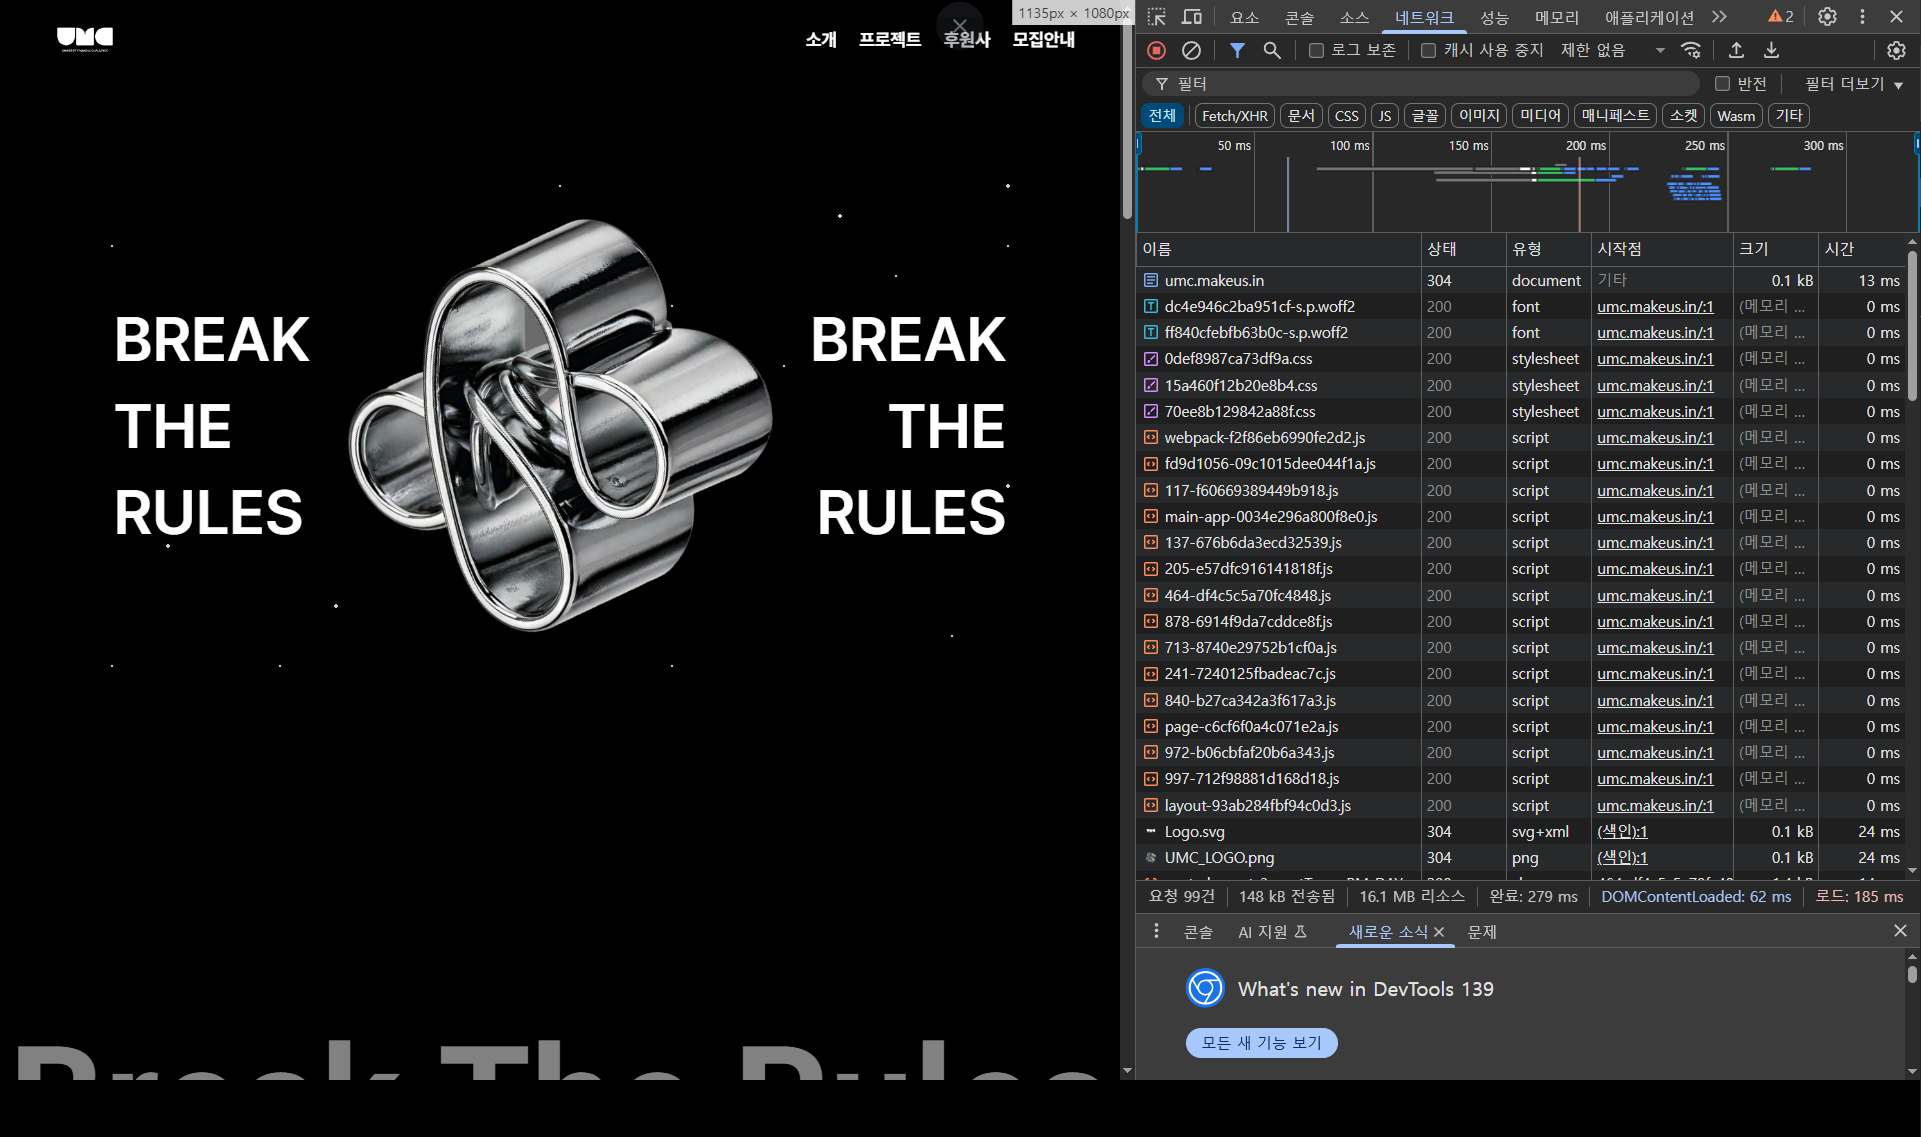 UMC
소개 프로젝트 후원사 모집안내
1135px × 1080px
BREAK
THE
RULES
BREAK
THE
RULES
Break The Rules
요소 콘솔 소스 네트워크 성능 메모리 애플리케이션 2
로그 보존 캐시 사용 중지 제한 없음
필터 반전 필터 더보기
전체 Fetch/XHR 문서 CSS JS 글꼴 이미지 미디어 매니페스트 소켓 Wasm 기타
50 ms 100 ms 150 ms 200 ms 250 ms 300 ms
이름 상태 유형 시작점 크기 시간
umc.makeus.in 304 document 기타 0.1 kB 13 ms
dc4e946c2ba951cf-s.p.woff2 200 font umc.makeus.in/:1 (메모리 ... 0 ms
ff840cfebfb63b0c-s.p.woff2 200 font umc.makeus.in/:1 (메모리 ... 0 ms
0def8987ca73df9a.css 200 stylesheet umc.makeus.in/:1 (메모리 ... 0 ms
15a460f12b20e8b4.css 200 stylesheet umc.makeus.in/:1 (메모리 ... 0 ms
70ee8b129842a88f.css 200 stylesheet umc.makeus.in/:1 (메모리 ... 0 ms
webpack-f2f86eb6990fe2d2.js 200 script umc.makeus.in/:1 (메모리 ... 0 ms
fd9d1056-09c1015dee044f1a.js 200 script umc.makeus.in/:1 (메모리 ... 0 ms
117-f60669389449b918.js 200 script umc.makeus.in/:1 (메모리 ... 0 ms
main-app-0034e296a800f8e0.js 200 script umc.makeus.in/:1 (메모리 ... 0 ms
137-676b6da3ecd32539.js 200 script umc.makeus.in/:1 (메모리 ... 0 ms
205-e57dfc916141818f.js 200 script umc.makeus.in/:1 (메모리 ... 0 ms
464-df4c5c5a70fc4848.js 200 script umc.makeus.in/:1 (메모리 ... 0 ms
878-6914f9da7cddce8f.js 200 script umc.makeus.in/:1 (메모리 ... 0 ms
713-8740e29752b1cf0a.js 200 script umc.makeus.in/:1 (메모리 ... 0 ms
241-7240125fbadeac7c.js 200 script umc.makeus.in/:1 (메모리 ... 0 ms
840-b27ca342a3f617a3.js 200 script umc.makeus.in/:1 (메모리 ... 0 ms
page-c6cf6f0a4c071e2a.js 200 script umc.makeus.in/:1 (메모리 ... 0 ms
972-b06cbfaf20b6a343.js 200 script umc.makeus.in/:1 (메모리 ... 0 ms
997-712f98881d168d18.js 200 script umc.makeus.in/:1 (메모리 ... 0 ms
layout-93ab284fbf94c0d3.js 200 script umc.makeus.in/:1 (메모리 ... 0 ms
Logo.svg 304 svg+xml (색인):1 0.1 kB 24 ms
UMC_LOGO.png 304 png (색인):1 0.1 kB 24 ms
요청 99건 148 kB 전송됨 16.1 MB 리소스 완료: 279 ms DOMContentLoaded: 62 ms 로드: 185 ms
콘솔 AI 지원 새로운 소식 문제
What's new in DevTools 139
모든 새 기능 보기